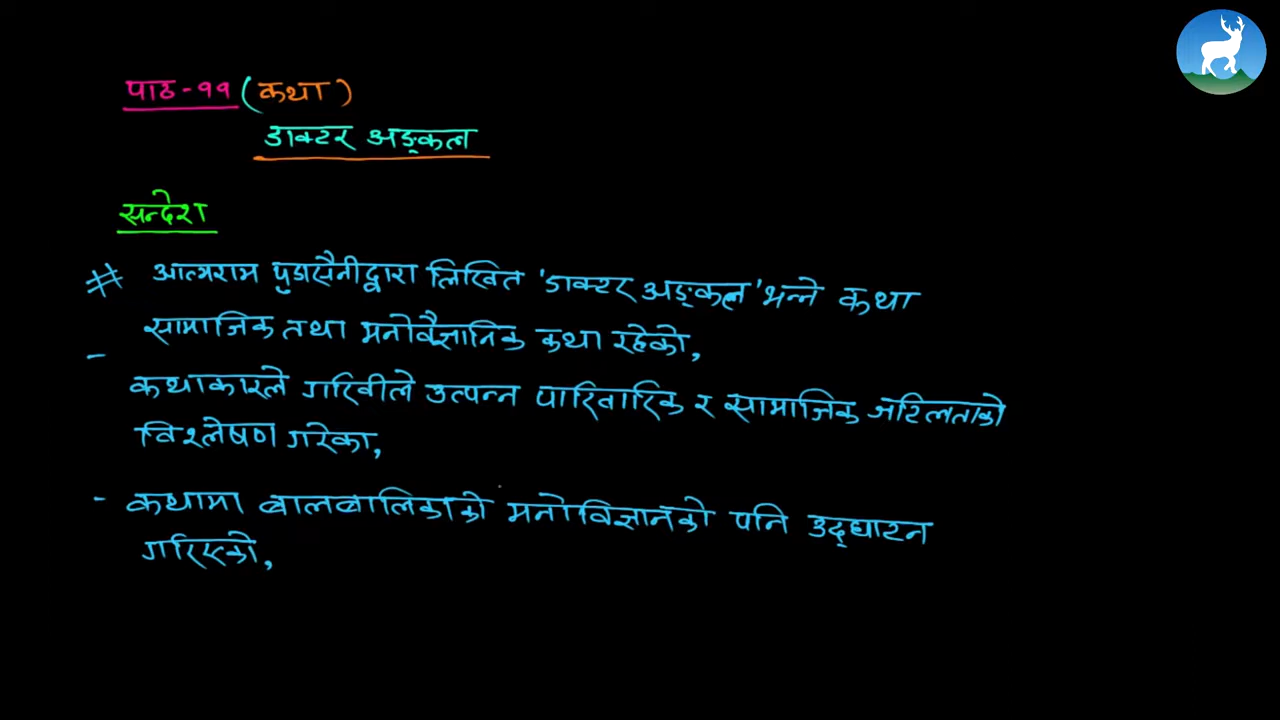 पाठ-११ (कथा)
डाक्टर अङ्कल
सन्देश
# आत्मराम पुडासैनीद्वारा लिखित 'डाक्टर अङ्कल' भन्ने कथा
सामाजिक तथा मनोवैज्ञानिक कथा रहेको,
- कथाकारले गरिबीले उत्पन्न पारिवारिक र सामाजिक जटिलताको
विश्लेषण गरेका,
- कथामा बालबालिकाको मनोविज्ञानको पनि उद्घाटन
गरिएको,